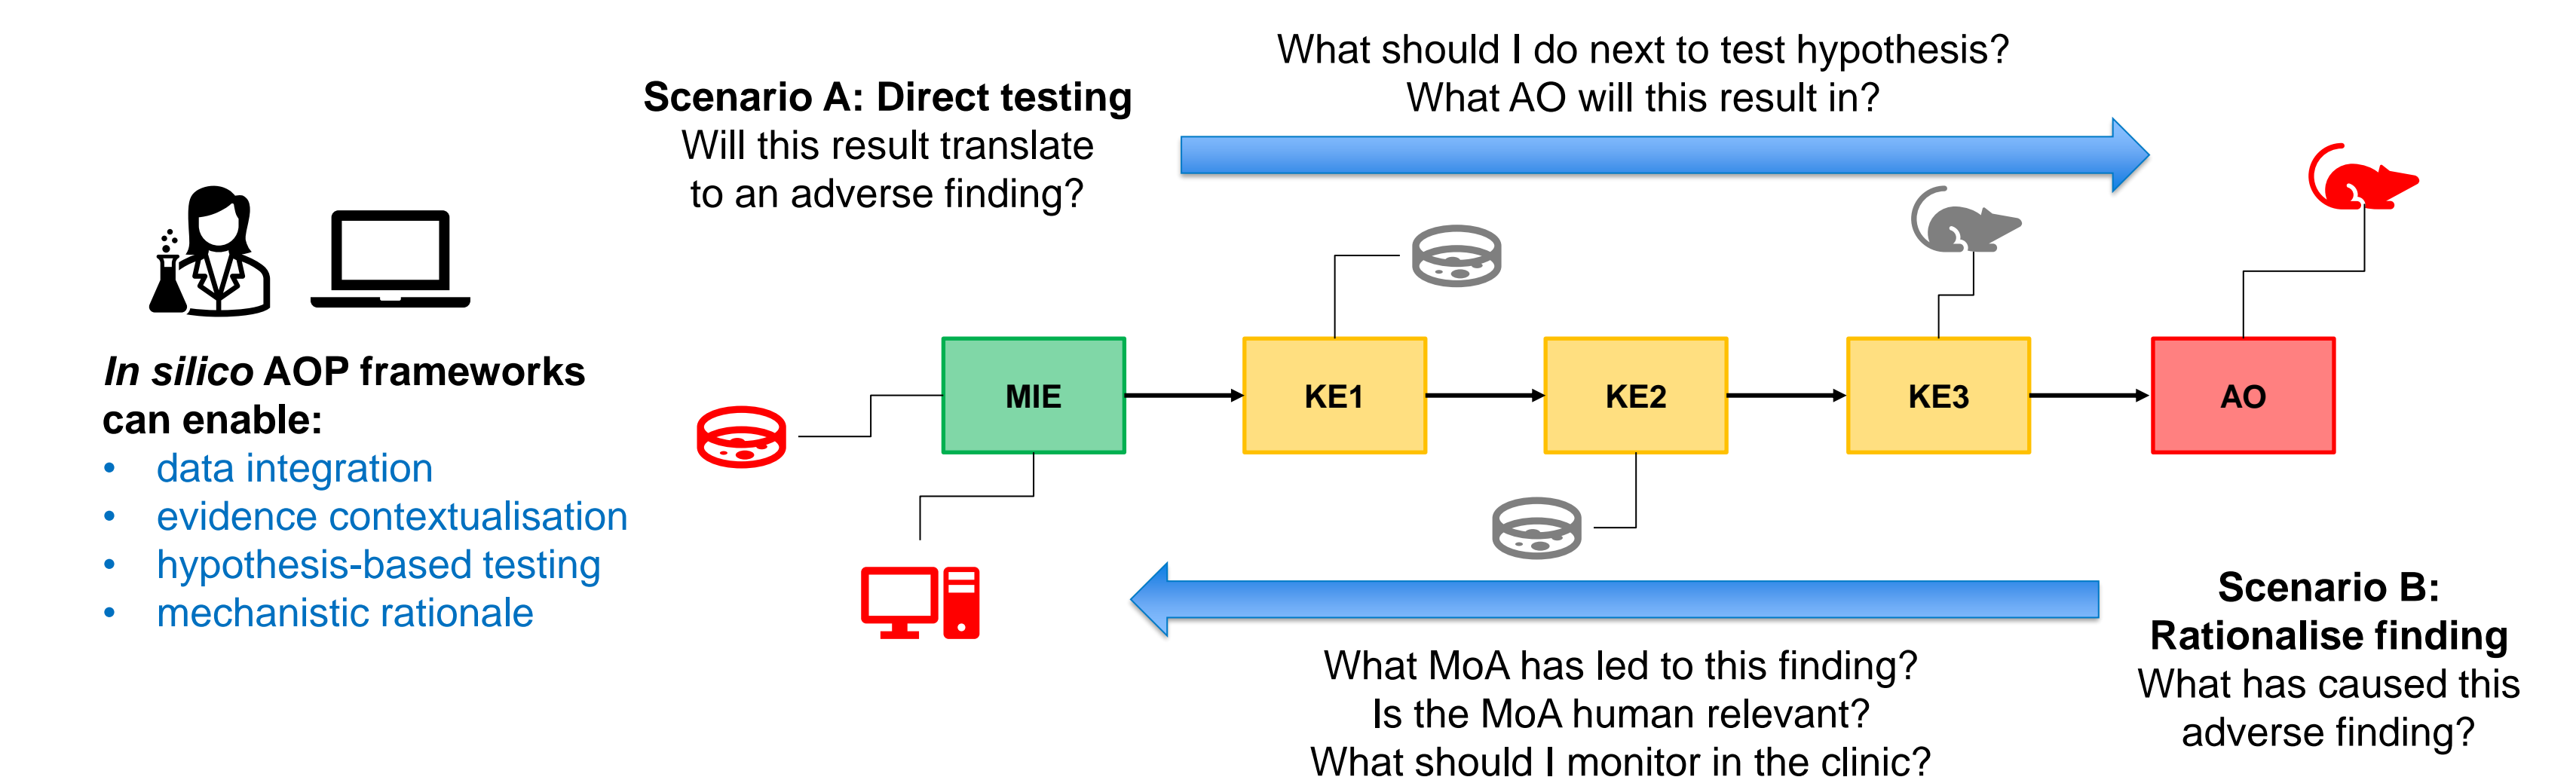 What should I do next to test hypothesis?
What AO will this result in?
Scenario A: Direct testing
Will this result translate
to an adverse finding?
In silico AOP frameworks
can enable:
• data integration
• evidence contextualisation
• hypothesis-based testing
• mechanistic rationale
MIE
KE1
KE2
KE3
AO
Scenario B:
Rationalise finding
What has caused this
adverse finding?
What MoA has led to this finding?
Is the MoA human relevant?
What should I monitor in the clinic?